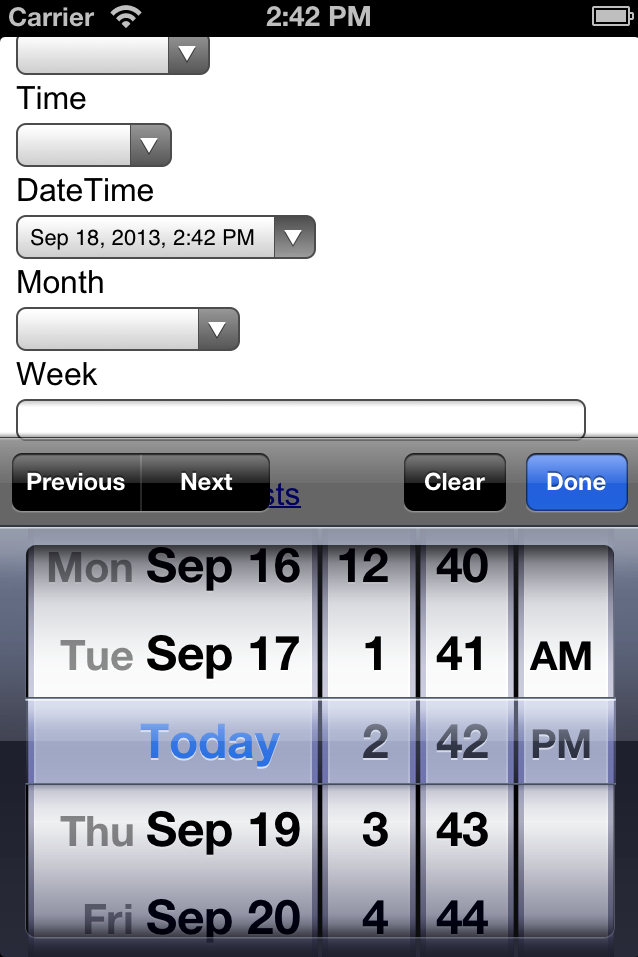 Carrier 2:42 PM
Time
DateTime
Sep 18, 2013, 2:42 PM
Month
Week
Previous Next sts Clear Done
Mon Sep 16 12 40
Tue Sep 17 1 41 AM
Today 2 42 PM
Thu Sep 19 3 43
Fri Sep 20 4 44